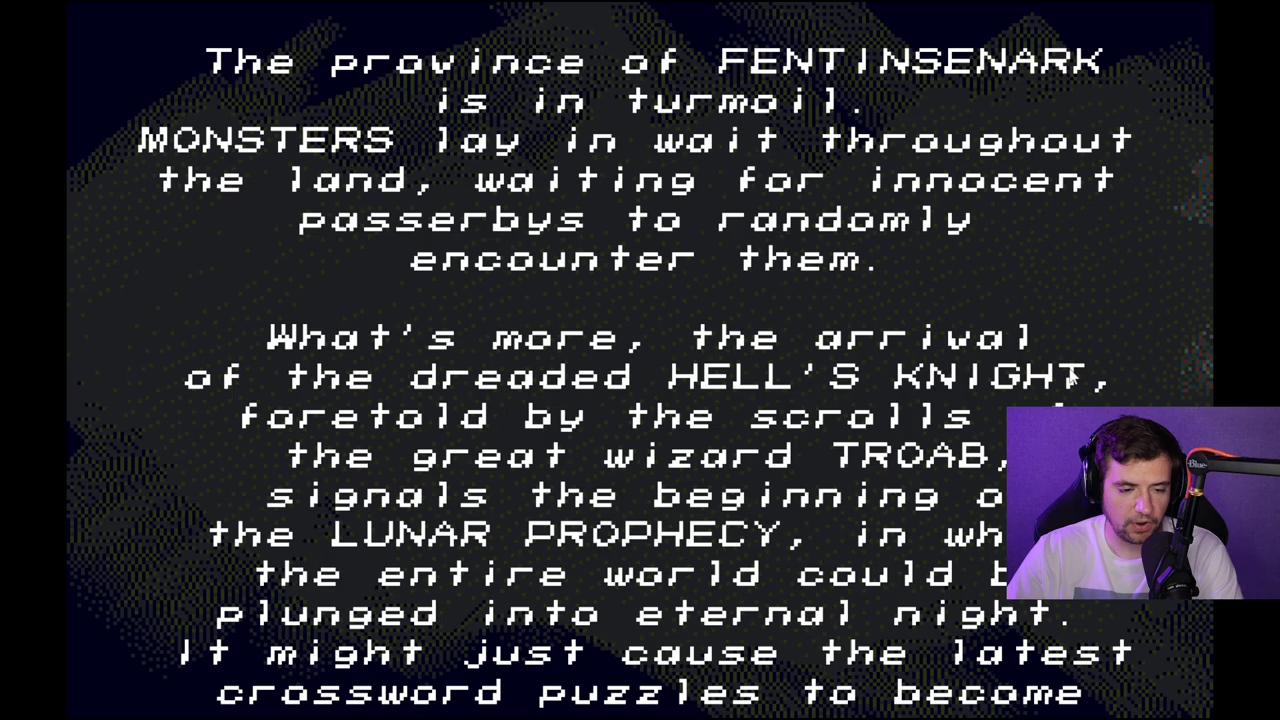 The province of FENTINSENARK
is in turmoil.
MONSTERS lay in wait throughout
the land, waiting for innocent
passerbys to randomly
encounter them.
What's more, the arrival
of the dreaded HELL'S KNIGHT,
foretold by the scrolls
the great wizard TROAB,
signals the beginning
the LUNAR PROPHECY, in
the entire world could
plunged into eternal night.
It might just cause the latest
crossword puzzles to become
Blue